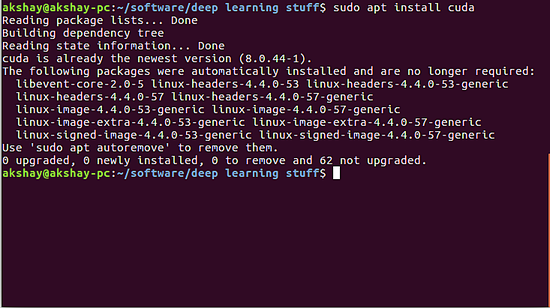 akshay@akshay-pc:~/software/deep learning stuff$ sudo apt install cuda
Reading package lists... Done
Building dependency tree
Reading state information... Done
cuda is already the newest version (8.0.44-1).
The following packages were automatically installed and are no longer required:
libevent-core-2.0-5 linux-headers-4.4.0-53 linux-headers-4.4.0-53-generic
linux-headers-4.4.0-57 linux-headers-4.4.0-57-generic
linux-image-4.4.0-53-generic linux-image-4.4.0-57-generic
linux-image-extra-4.4.0-53-generic linux-image-extra-4.4.0-57-generic
linux-signed-image-4.4.0-53-generic linux-signed-image-4.4.0-57-generic
Use 'sudo apt autoremove' to remove them.
0 upgraded, 0 newly installed, 0 to remove and 62 not upgraded.
akshay@akshay-pc:~/software/deep learning stuff$